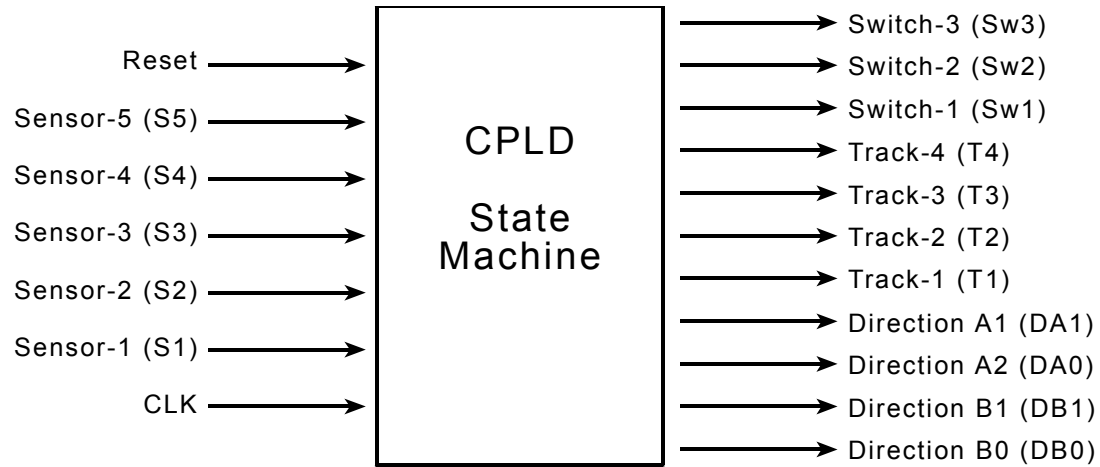 Reset
Sensor-5 (S5)
Sensor-4 (S4)
Sensor-3 (S3)
Sensor-2 (S2)
Sensor-1 (S1)
CLK
CPLD
State
Machine
Switch-3 (Sw3)
Switch-2 (Sw2)
Switch-1 (Sw1)
Track-4 (T4)
Track-3 (T3)
Track-2 (T2)
Track-1 (T1)
Direction A1 (DA1)
Direction A2 (DA0)
Direction B1 (DB1)
Direction B0 (DB0)